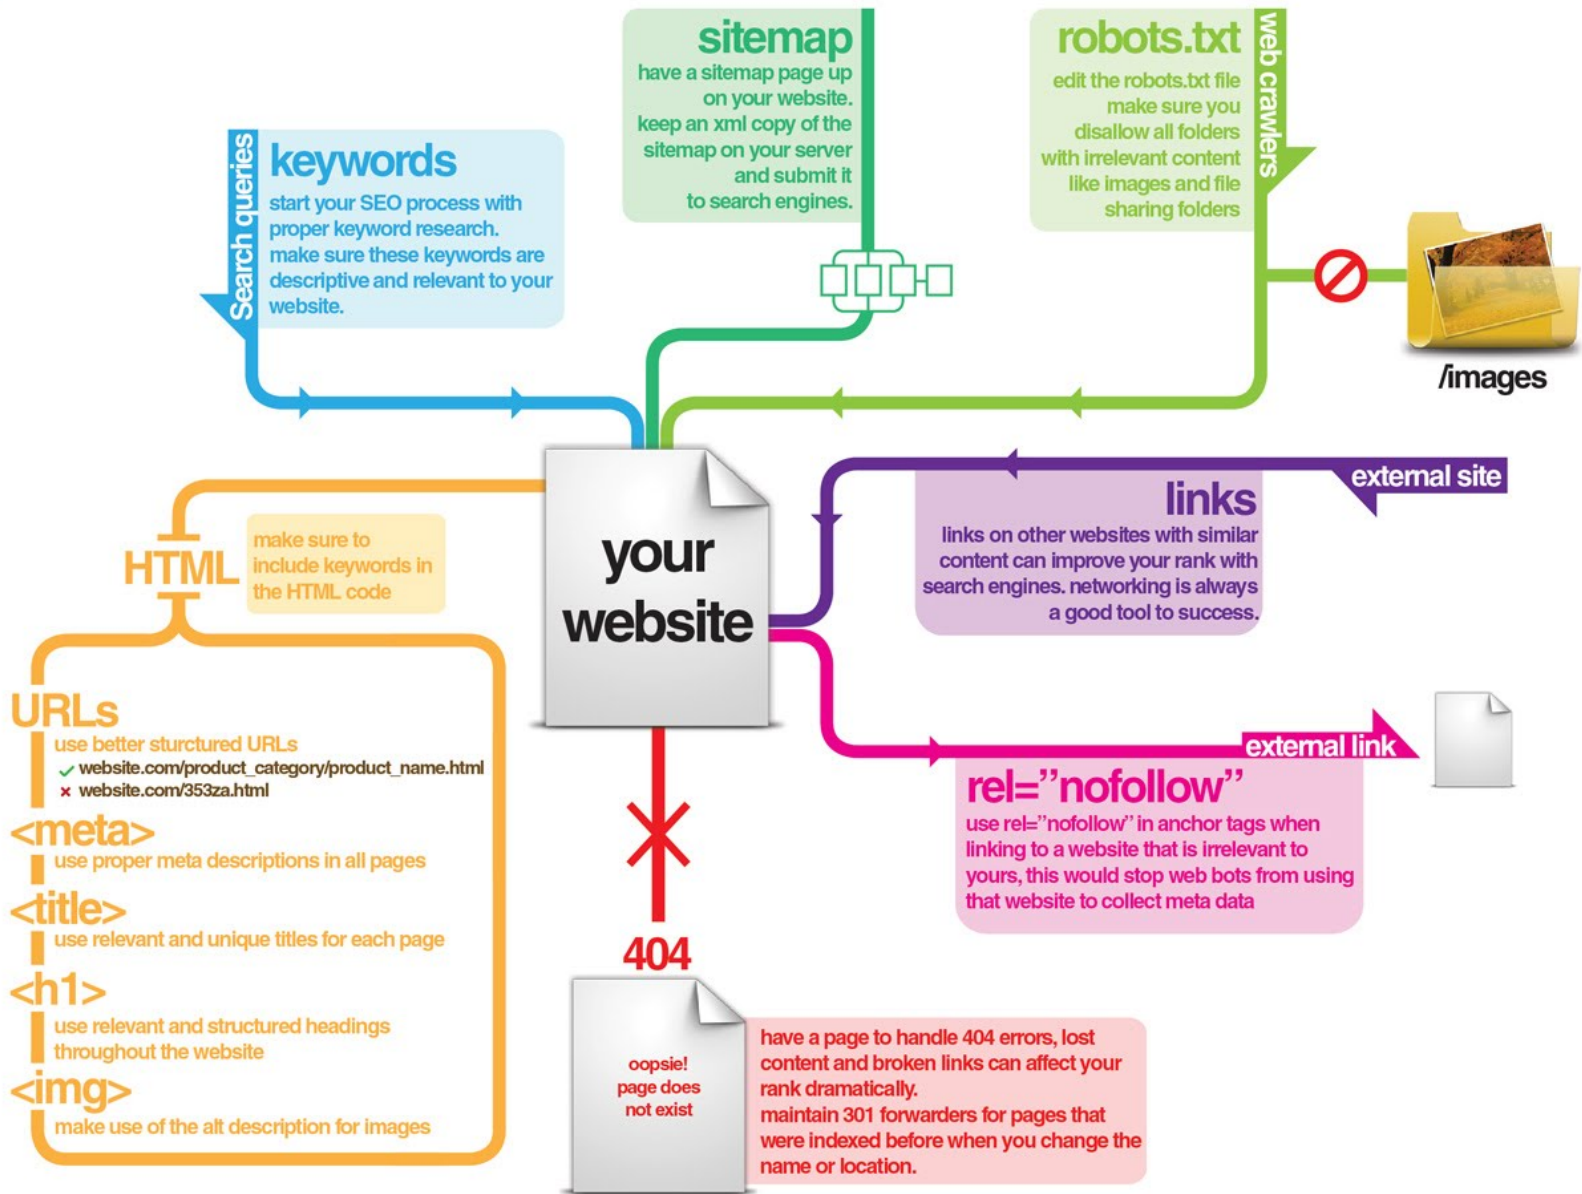 sitemap
have a sitemap page up
on your website.
keep an xml copy of the
sitemap on your server
and submit it
to search engines.
robots.txt
edit the robots.txt file
make sure you
disallow all folders
with irrelevant content
like images and file
sharing folders
web crawlers
Search queries
keywords
start your SEO process with
proper keyword research.
make sure these keywords are
descriptive and relevant to your
website.
/images
your
website
external site
links
links on other websites with similar
content can improve your rank with
search engines. networking is always
a good tool to success.
HTML
make sure to
include keywords in
the HTML code
URLs
use better sturctured URLs
website.com/product_category/product_name.html
website.com/353za.html
<meta>
use proper meta descriptions in all pages
<title>
use relevant and unique titles for each page
<h1>
use relevant and structured headings
throughout the website
<img>
make use of the alt description for images
external link
rel="nofollow"
use rel="nofollow" in anchor tags when
linking to a website that is irrelevant to
yours, this would stop web bots from using
that website to collect meta data
404
oopsie!
page does
not exist
have a page to handle 404 errors, lost
content and broken links can affect your
rank dramatically.
maintain 301 forwarders for pages that
were indexed before when you change the
name or location.